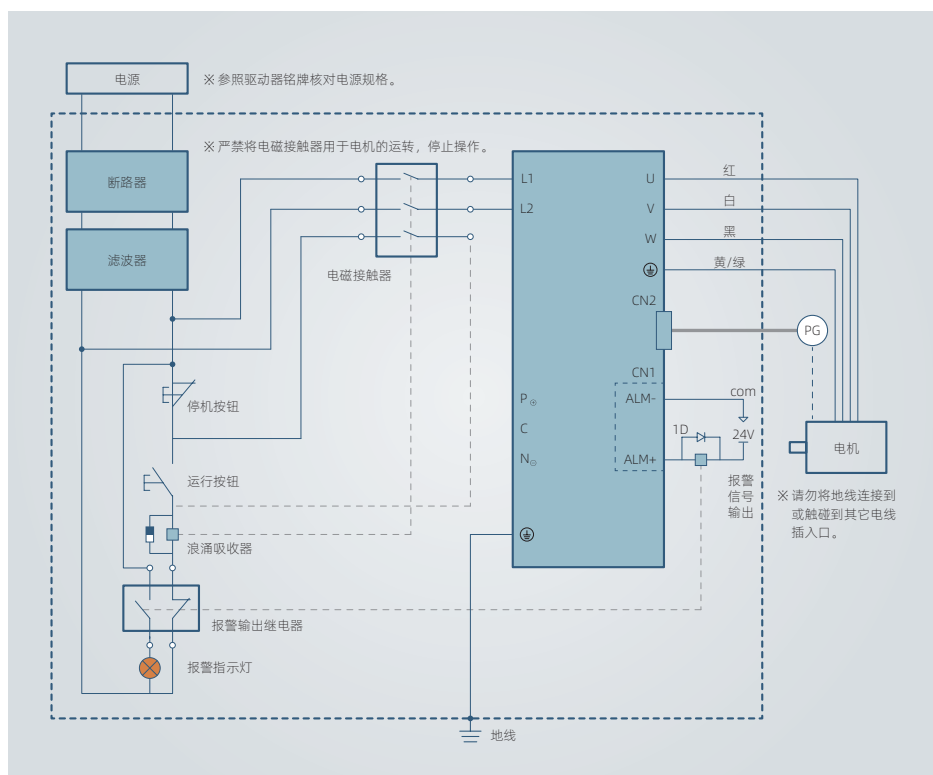 电源
※ 参照驱动器铭牌核对电源规格。
※ 严禁将电磁接触器用于电机的运转，停止操作。
断路器
滤波器
电磁接触器
L1
L2
U
V
W
红
白
黑
黄/绿
CN2
PG
CN1
P
C
N
ALM-
ALM+
com
1D
24V
报警
信号
输出
电机
※ 请勿将地线连接到
或触碰到其它电线
插入口。
停机按钮
运行按钮
浪涌吸收器
报警输出继电器
报警指示灯
地线